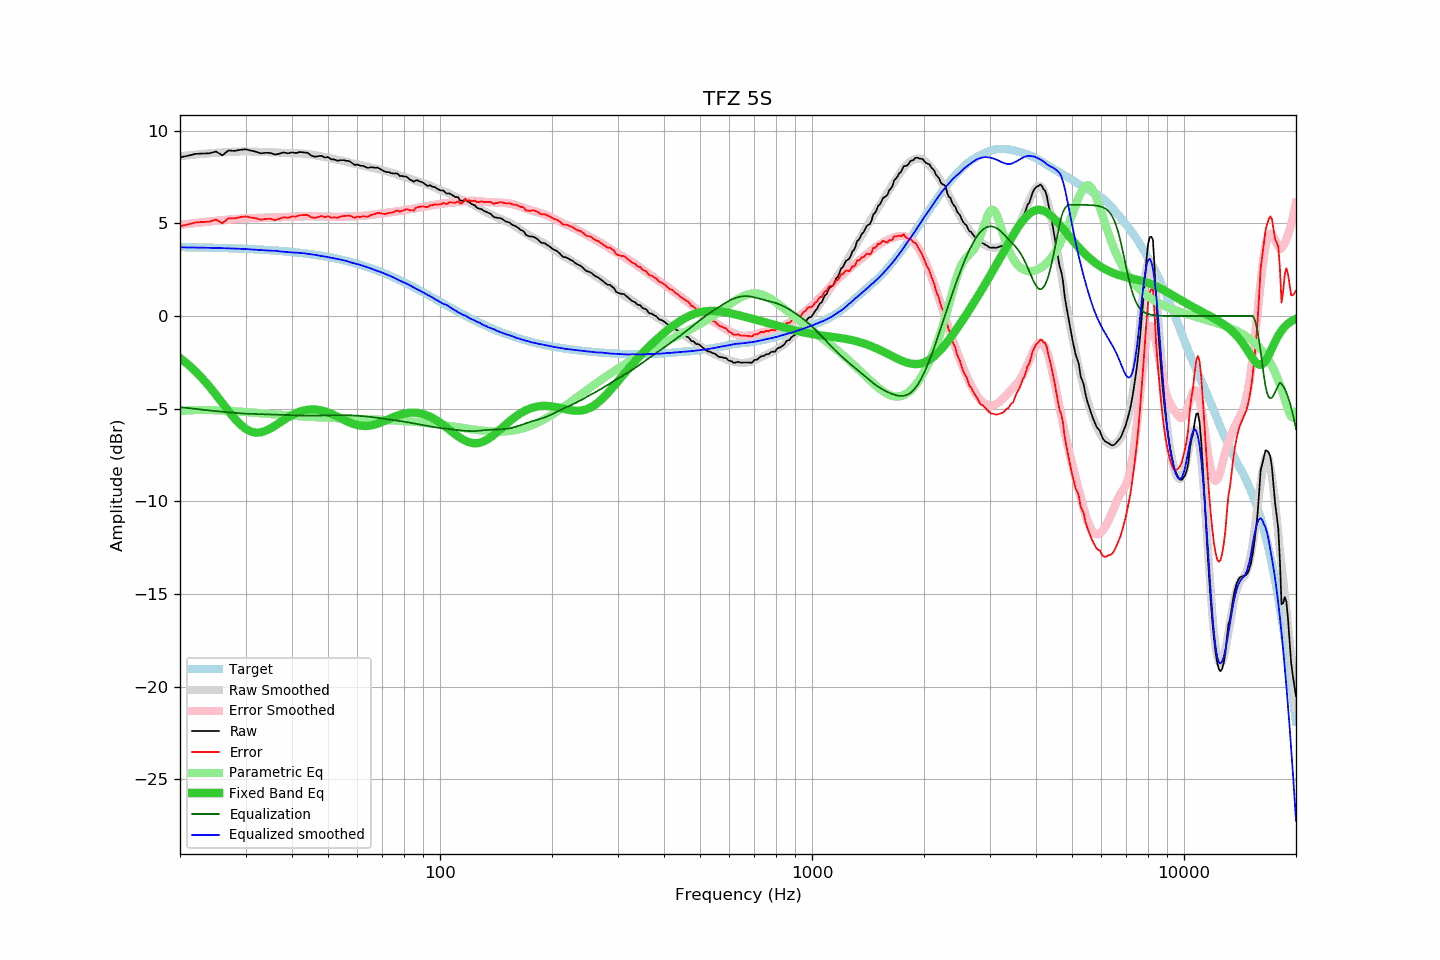 TFZ 5S
10
5
0
−5
−10
−15
−20
−25
Amplitude (dBr)
Target
Raw Smoothed
Error Smoothed
Raw
Error
Parametric Eq
Fixed Band Eq
Equalization
Equalized smoothed
100
1000
10000
Frequency (Hz)